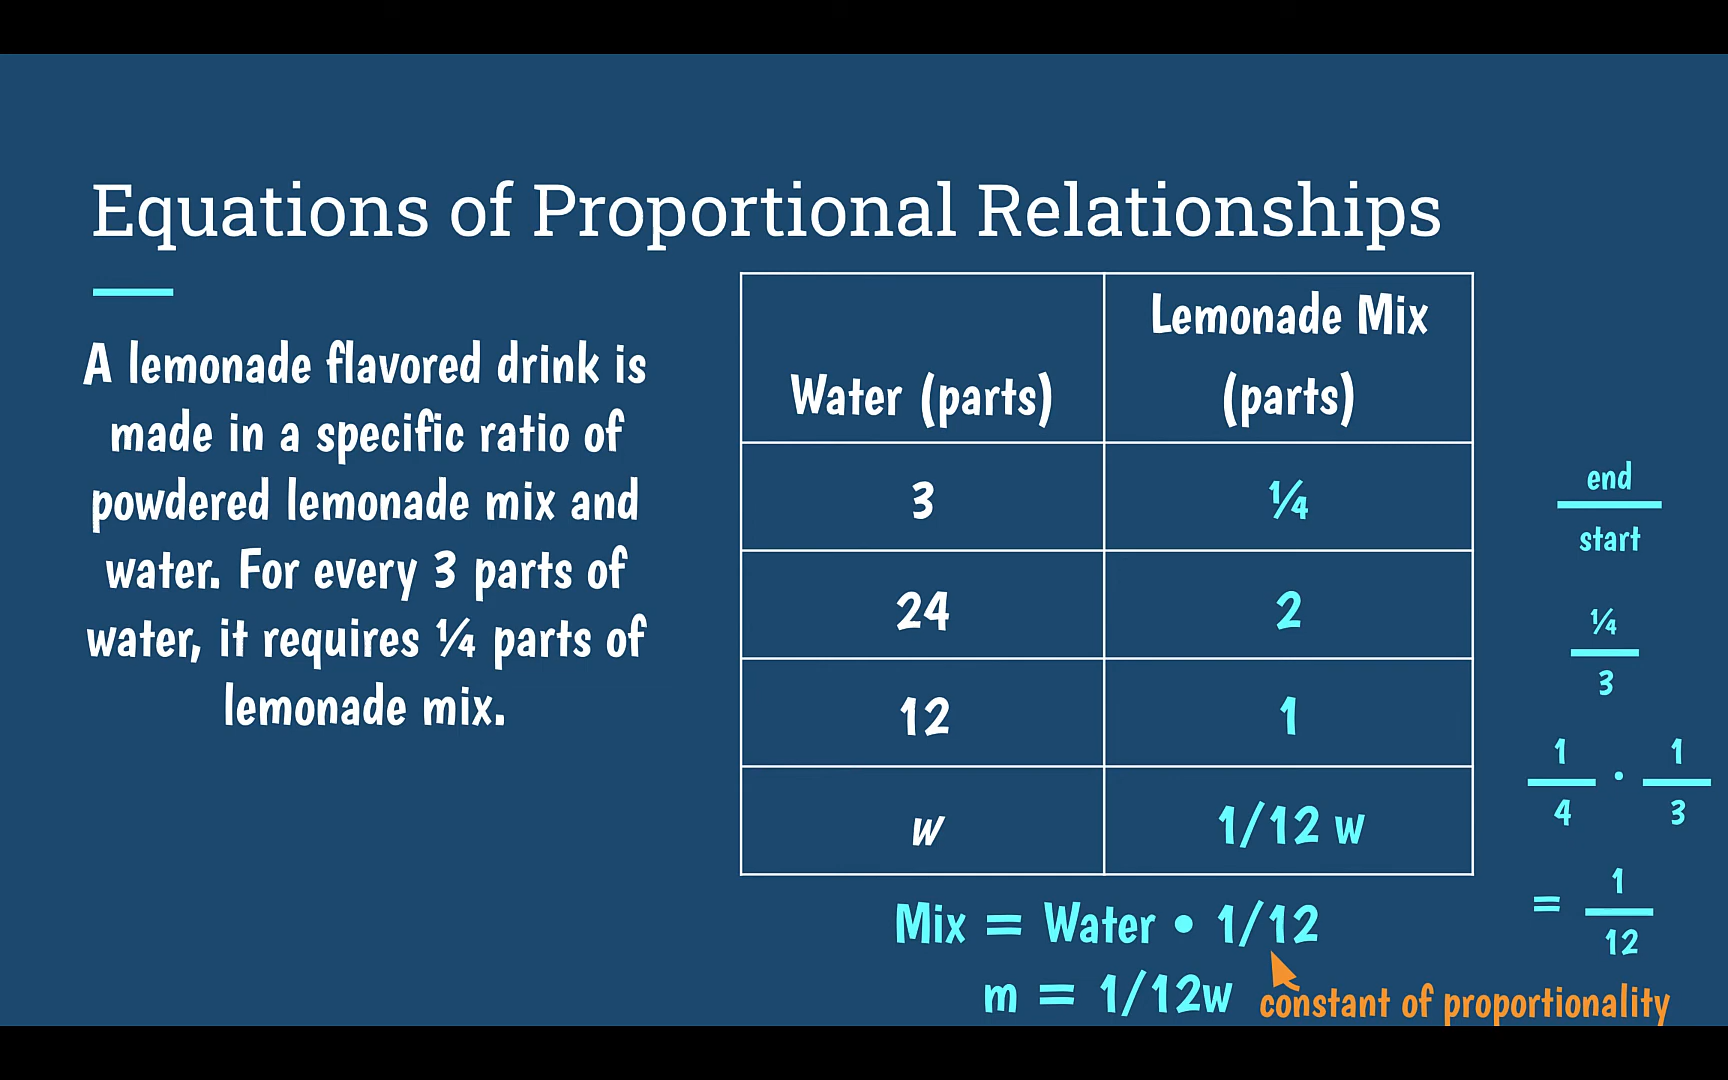 Equations of Proportional Relationships
A lemonade flavored drink is
made in a specific ratio of
powdered lemonade mix and
water. For every 3 parts of
water, it requires ¼ parts of
lemonade mix.
Water (parts)
Lemonade Mix
(parts)
3
¼
24
2
12
1
w
1/12 w
Mix = Water • 1/12
m = 1/12w
constant of proportionality
end
start
¼
3
1 1
4 · 3
1
= 12